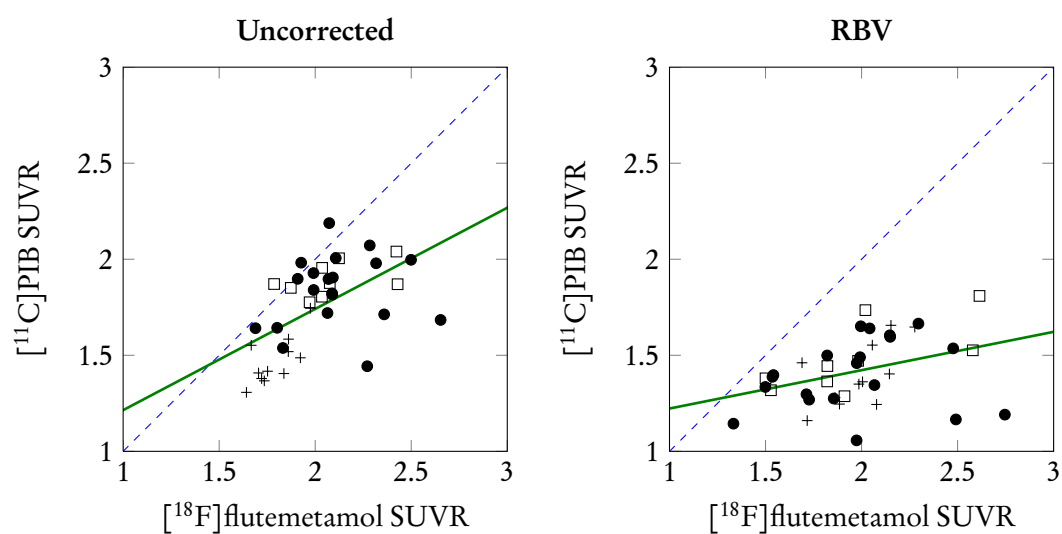 Uncorrected
3
2.5
2
1.5
1
1 1.5 2 2.5 3
[¹¹C]PIB SUVR
[¹⁸F]flutemetamol SUVR
RBV
3
2.5
2
1.5
1
1 1.5 2 2.5 3
[¹¹C]PIB SUVR
[¹⁸F]flutemetamol SUVR